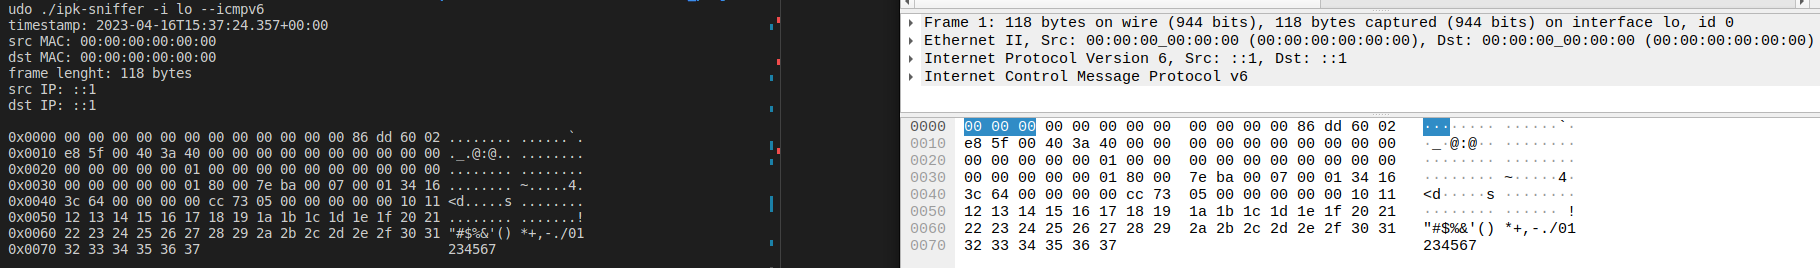 udo ./ipk-sniffer -i lo --icmpv6
timestamp: 2023-04-16T15:37:24.357+00:00
src MAC: 00:00:00:00:00:00
dst MAC: 00:00:00:00:00:00
frame lenght: 118 bytes
src IP: ::1
dst IP: ::1
0x0000 00 00 00 00 00 00 00 00 00 00 00 00 86 dd 60 02 ........ ......`.
0x0010 e8 5f 00 40 3a 40 00 00 00 00 00 00 00 00 00 00 ._.@:@.. ........
0x0020 00 00 00 00 00 01 00 00 00 00 00 00 00 00 00 00 ........ ........
0x0030 00 00 00 00 00 01 80 00 7e ba 00 07 00 01 34 16 ........ ~.....4.
0x0040 3c 64 00 00 00 00 cc 73 05 00 00 00 00 00 10 11 <d.....s ........
0x0050 12 13 14 15 16 17 18 19 1a 1b 1c 1d 1e 1f 20 21 ........ .......!
0x0060 22 23 24 25 26 27 28 29 2a 2b 2c 2d 2e 2f 30 31 "#$%&'() *+,-./01
0x0070 32 33 34 35 36 37 234567
Frame 1: 118 bytes on wire (944 bits), 118 bytes captured (944 bits) on interface lo, id 0
Ethernet II, Src: 00:00:00_00:00:00 (00:00:00:00:00:00), Dst: 00:00:00_00:00:00 (00:00:00:00:00:00)
Internet Protocol Version 6, Src: ::1, Dst: ::1
Internet Control Message Protocol v6
0000 00 00 00 00 00 00 00 00 00 00 00 00 86 dd 60 02 ········ ······`·
0010 e8 5f 00 40 3a 40 00 00 00 00 00 00 00 00 00 00 ·_·@:@·· ········
0020 00 00 00 00 00 01 00 00 00 00 00 00 00 00 00 00 ········ ········
0030 00 00 00 00 00 01 80 00 7e ba 00 07 00 01 34 16 ········ ~·····4·
0040 3c 64 00 00 00 00 cc 73 05 00 00 00 00 00 10 11 <d·····s ········
0050 12 13 14 15 16 17 18 19 1a 1b 1c 1d 1e 1f 20 21 ········ ······ !
0060 22 23 24 25 26 27 28 29 2a 2b 2c 2d 2e 2f 30 31 "#$%&'() *+,-./01
0070 32 33 34 35 36 37 234567